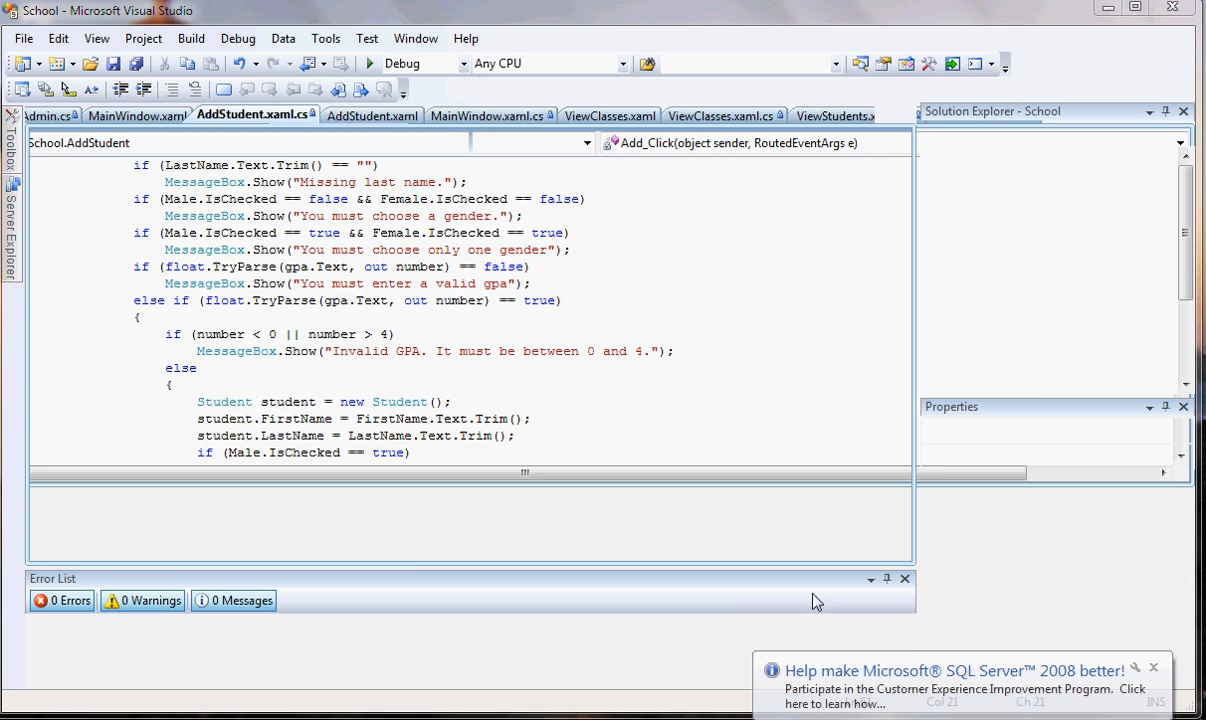 School - Microsoft Visual Studio
File Edit View Project Build Debug Data Tools Test Window Help
Debug Any CPU
Admin.cs MainWindow.xaml AddStudent.xaml.cs AddStudent.xaml MainWindow.xaml.cs ViewClasses.xaml ViewClasses.xaml.cs ViewStudents.x
Solution Explorer - School
Toolbox
Server Explorer
School.AddStudent
Add_Click(object sender, RoutedEventArgs e)
if (LastName.Text.Trim() == "")
MessageBox.Show("Missing last name.");
if (Male.IsChecked == false && Female.IsChecked == false)
MessageBox.Show("You must choose a gender.");
if (Male.IsChecked == true && Female.IsChecked == true)
MessageBox.Show("You must choose only one gender");
if (float.TryParse(gpa.Text, out number) == false)
MessageBox.Show("You must enter a valid gpa");
else if (float.TryParse(gpa.Text, out number) == true)
{
if (number < 0 || number > 4)
MessageBox.Show("Invalid GPA. It must be between 0 and 4.");
else
{
Student student = new Student();
student.FirstName = FirstName.Text.Trim();
student.LastName = LastName.Text.Trim();
if (Male.IsChecked == true)
Properties
Error List
0 Errors 0 Warnings 0 Messages
Help make Microsoft® SQL Server™ 2008 better!
Participate in the Customer Experience Improvement Program. Click
here to learn how...
Col 21 Ch 21 INS